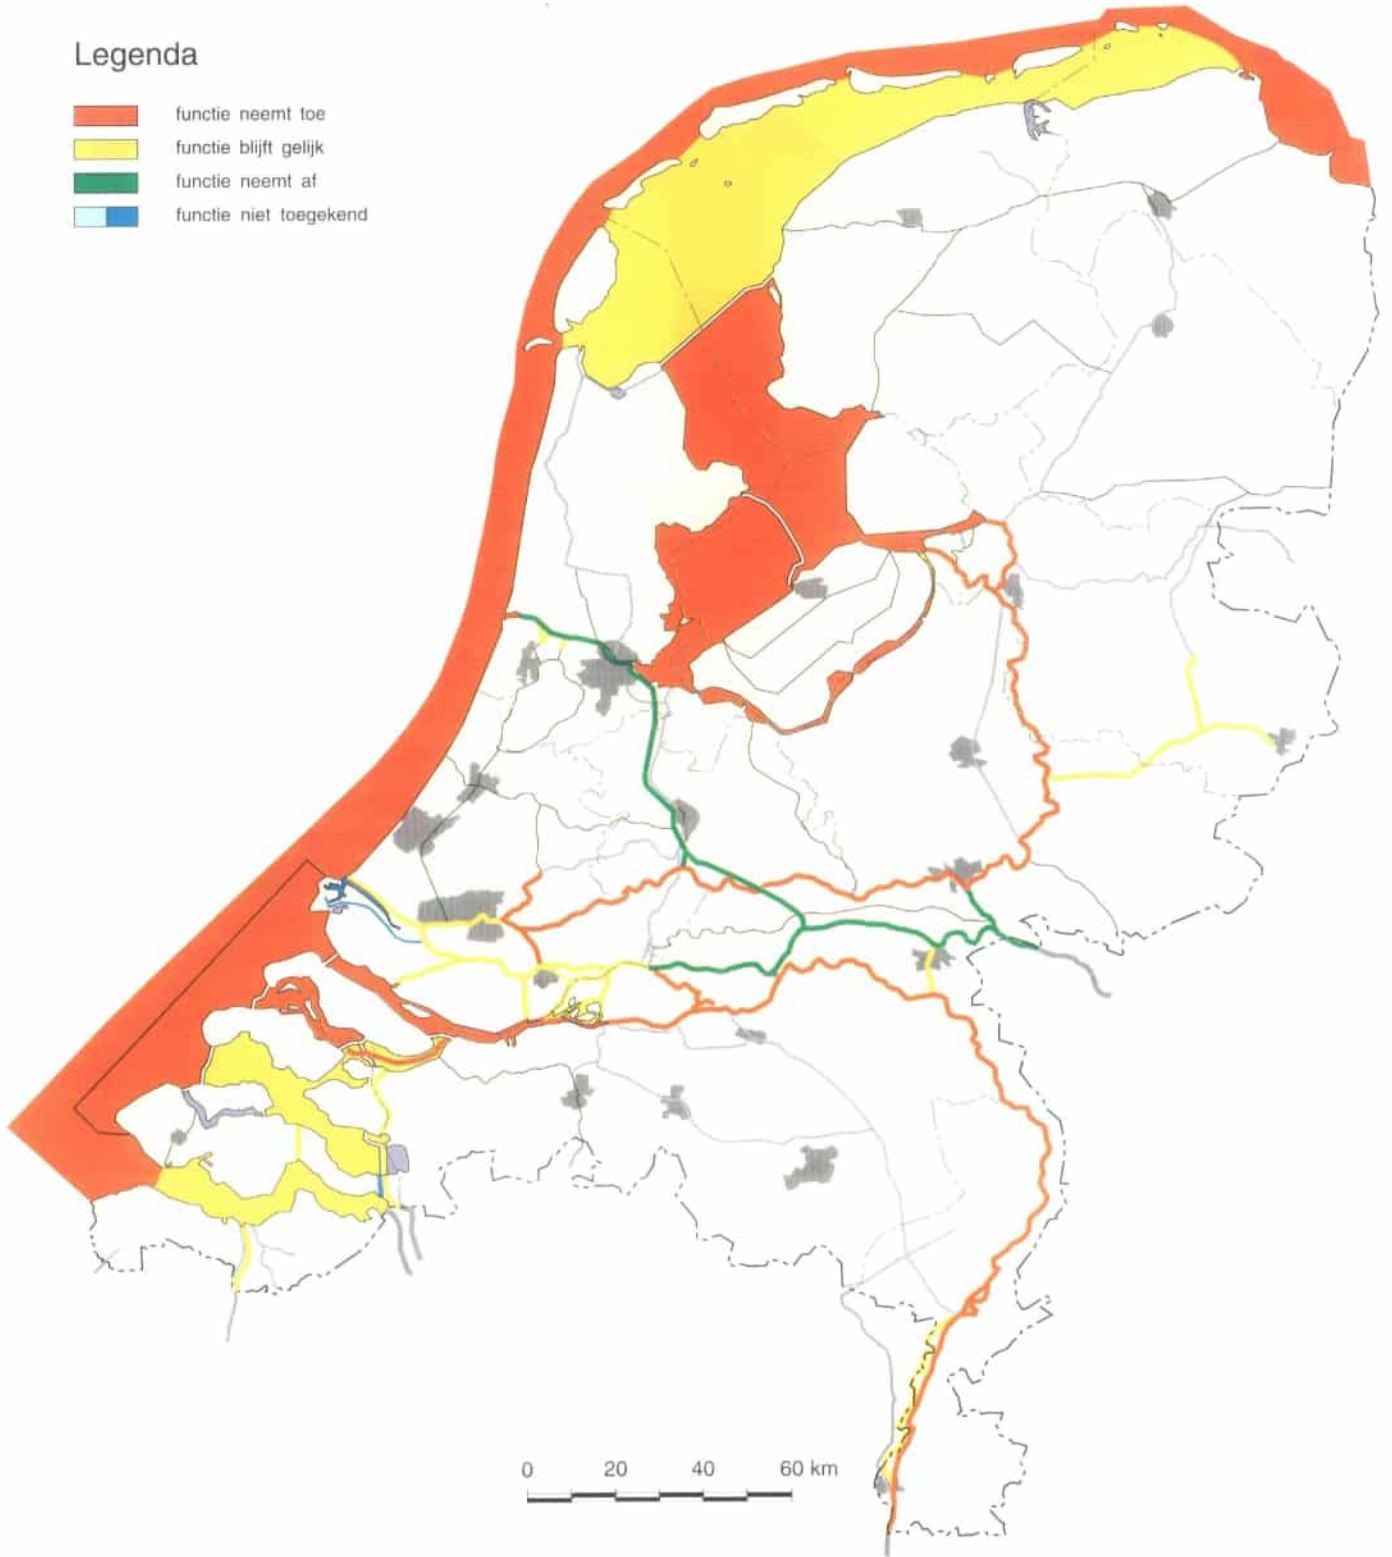 Legenda
functie neemt toe
functie blijft gelijk
functie neemt af
functie niet toegekend
0 20 40 60 km